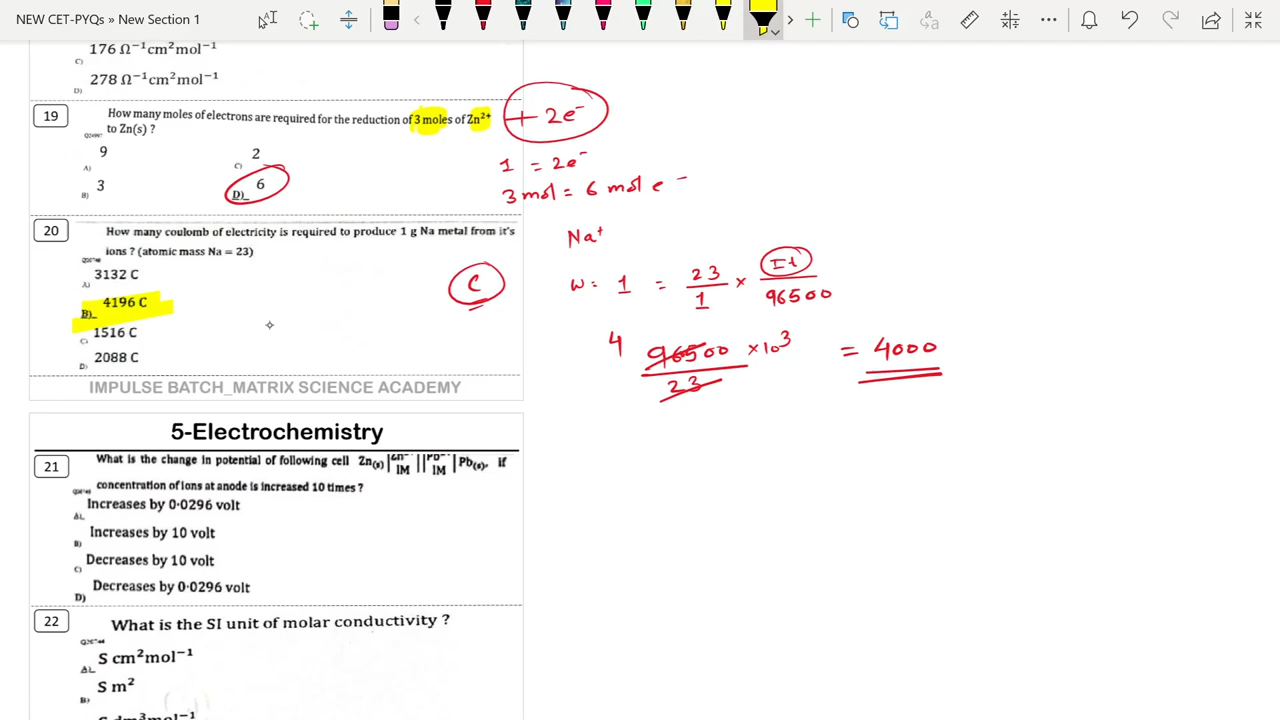 NEW CET-PYQs » New Section 1
176 Ω⁻¹cm²mol⁻¹
C)
278 Ω⁻¹cm²mol⁻¹
D)
19
How many moles of electrons are required for the reduction of 3 moles of Zn²⁺
to Zn(s) ?
9
A)
2
C)
3
B)
6
D)
+ 2e⁻
1 = 2e⁻
3 mol = 6 mol e⁻
20
How many coulomb of electricity is required to produce 1 g Na metal from it's
ions ? (atomic mass Na = 23)
3132 C
4196 C
B)
1516 C
C)
2088 C
D)
IMPULSE BATCH_MATRIX SCIENCE ACADEMY
Na⁺
C
w = 1 = 23/1 × It/96500
4 96500/23 ×10³ = 4000
5-Electrochemistry
21
What is the change in potential of following cell Zn(s)| 1M || 1M |Pb(s), if
concentration of ions at anode is increased 10 times ?
Increases by 0·0296 volt
Increases by 10 volt
B)
Decreases by 10 volt
C)
Decreases by 0·0296 volt
D)
22
What is the SI unit of molar conductivity ?
S cm²mol⁻¹
S m²
B)
S dm³mol⁻¹